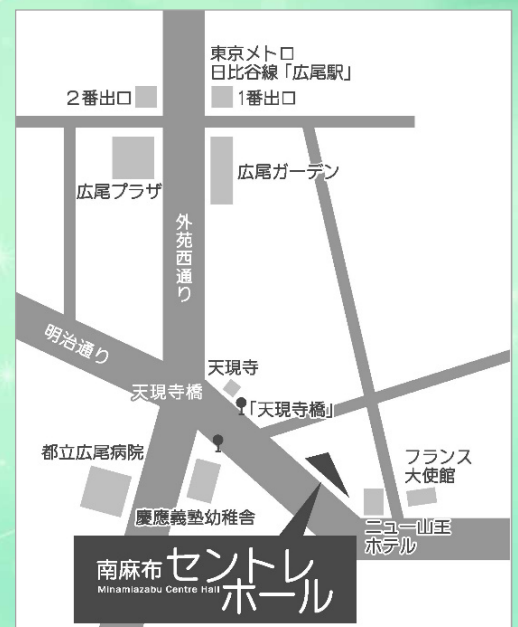 東京メトロ
日比谷線「広尾駅」
2番出口
1番出口
広尾プラザ
広尾ガーデン
外苑西通り
明治通り
天現寺
天現寺橋
「天現寺橋」
都立広尾病院
フランス
大使館
慶應義塾幼稚舎
ニュー山王
ホテル
南麻布 セントレ
Minamiazabu Centre Hall ホール